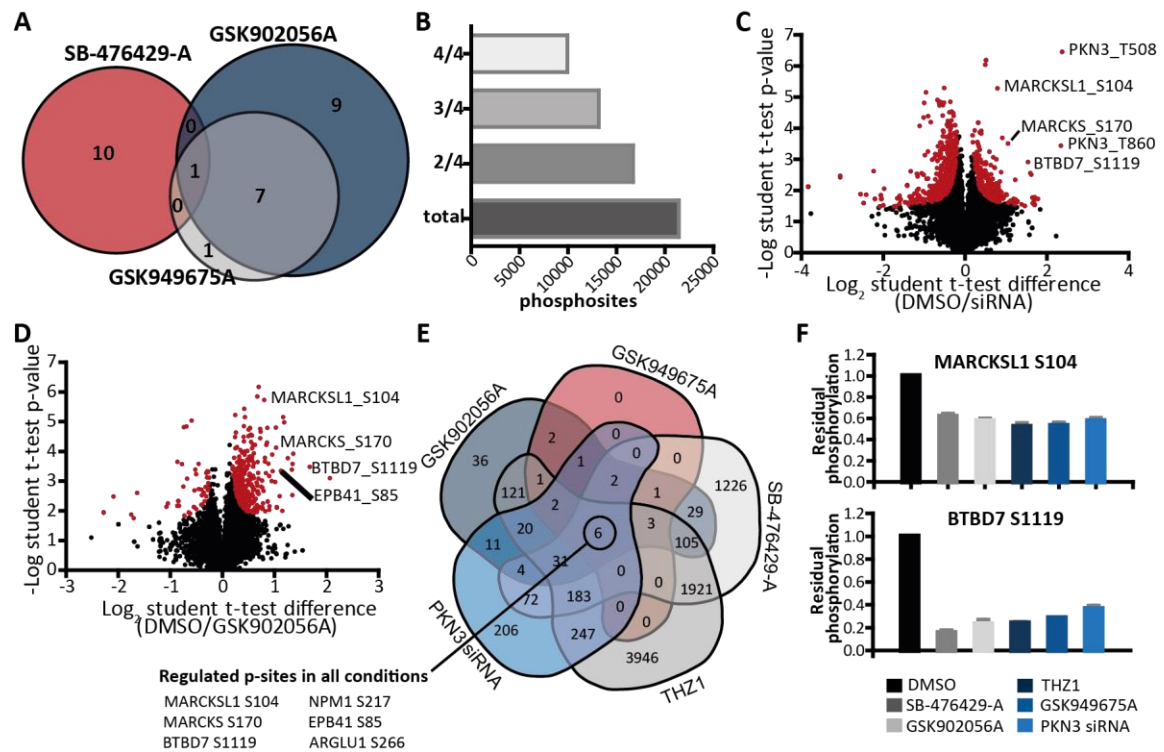 A
SB-476429-A
GSK902056A
10
0
9
1
0
7
1
GSK949675A
B
4/4
3/4
2/4
total
0
5000
10000
15000
20000
25000
phosphosites
C
-Log student t-test p-value
7
6
5
4
3
2
1
0
PKN3_T508
MARCKSL1_S104
MARCKS_S170
PKN3_T860
BTBD7_S1119
-4
-2
0
2
4
Log2 student t-test difference
(DMSO/siRNA)
D
-Log student t-test p-value
7
6
5
4
3
2
1
0
MARCKSL1_S104
MARCKS_S170
BTBD7_S1119
EPB41_S85
-3
-2
-1
0
1
2
3
Log2 student t-test difference
(DMSO/GSK902056A)
E
GSK949675A
GSK902056A
SB-476429-A
PKN3 siRNA
THZ1
0
2
0
1
0
0
36
121
1
2
1
1226
2
29
20
6
3
105
11
31
4
0
0
1921
72
183
0
0
206
247
3946
Regulated p-sites in all conditions
MARCKSL1 S104 NPM1 S217
MARCKS S170 EPB41 S85
BTBD7 S1119 ARGLU1 S266
F
MARCKSL1 S104
Residual
phosphorylation
1.2
1.0
0.8
0.6
0.4
0.2
0.0
BTBD7 S1119
Residual
phosphorylation
1.2
1.0
0.8
0.6
0.4
0.2
0.0
DMSO THZ1
SB-476429-A GSK949675A
GSK902056A PKN3 siRNA